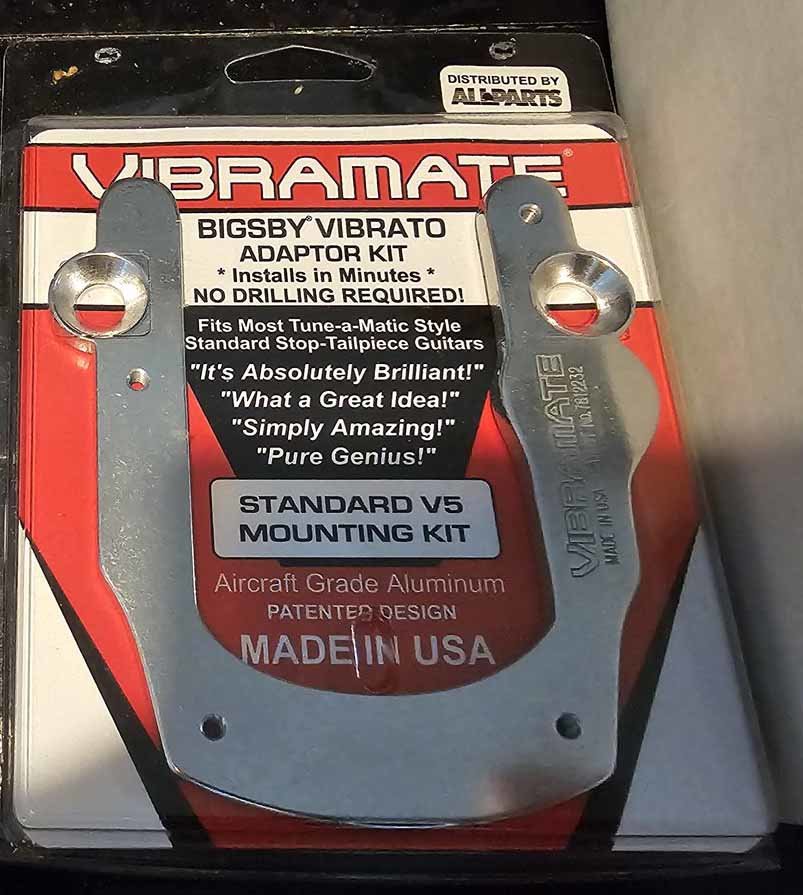 DISTRIBUTED BY
ALLPARTS
VIBRAMATE®
BIGSBY® VIBRATO
ADAPTOR KIT
* Installs in Minutes *
NO DRILLING REQUIRED!
Fits Most Tune-a-Matic Style
Standard Stop-Tailpiece Guitars
"It's Absolutely Brilliant!"
"What a Great Idea!"
"Simply Amazing!"
"Pure Genius!"
STANDARD V5
MOUNTING KIT
Aircraft Grade Aluminum
PATENTED DESIGN
MADE IN USA
VIBRAMATE
NO. 7812232
MADE IN USA